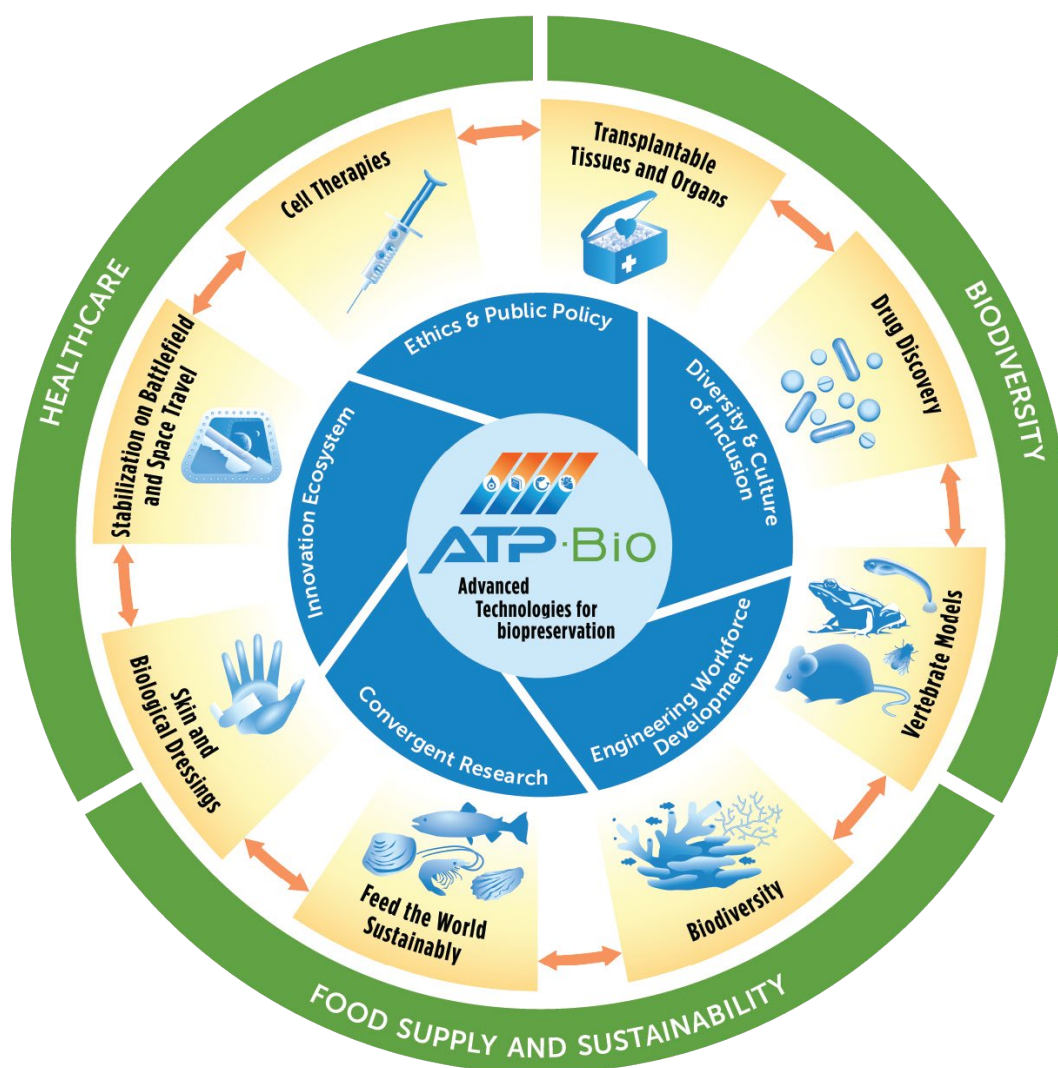 HEALTHCARE
BIODIVERSITY
FOOD SUPPLY AND SUSTAINABILITY
Cell Therapies
Transplantable
Tissues and Organs
Drug Discovery
Vertebrate Models
Biodiversity
Feed the World
Sustainably
Skin and
Biological Dressings
Stabilization on Battlefield
and Space Travel
Ethics & Public Policy
Diversity & Culture
of Inclusion
Engineering Workforce
Development
Convergent Research
Innovation Ecosystem
ATP·Bio
Advanced
Technologies for
biopreservation